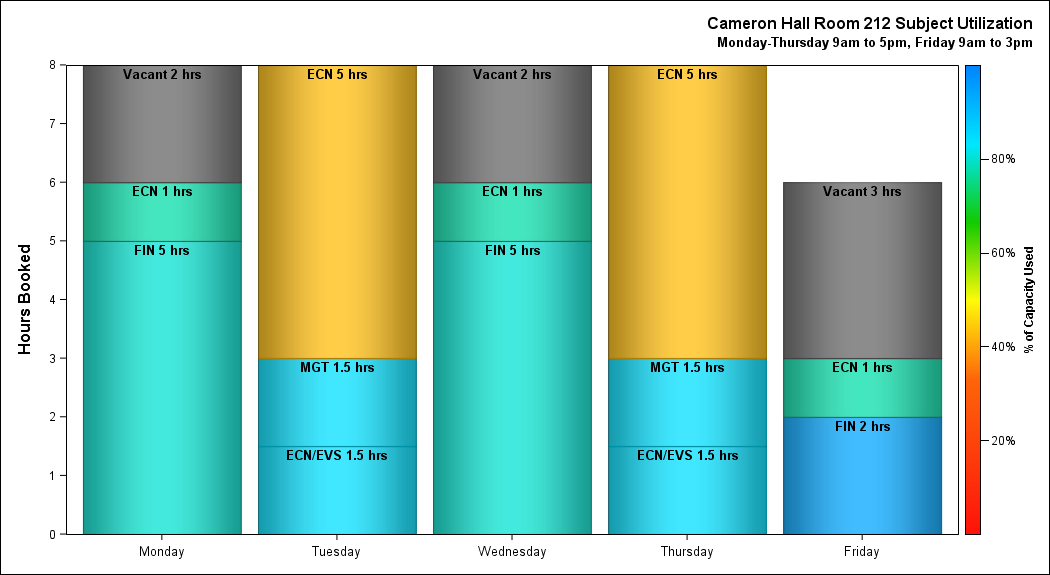 Cameron Hall Room 212 Subject Utilization
Monday-Thursday 9am to 5pm, Friday 9am to 3pm
Hours Booked
8
7
6
5
4
3
2
1
0
Vacant 2 hrs
ECN 1 hrs
FIN 5 hrs
ECN 5 hrs
MGT 1.5 hrs
ECN/EVS 1.5 hrs
Vacant 2 hrs
ECN 1 hrs
FIN 5 hrs
ECN 5 hrs
MGT 1.5 hrs
ECN/EVS 1.5 hrs
Vacant 3 hrs
ECN 1 hrs
FIN 2 hrs
Monday
Tuesday
Wednesday
Thursday
Friday
80%
60%
40%
20%
% of Capacity Used